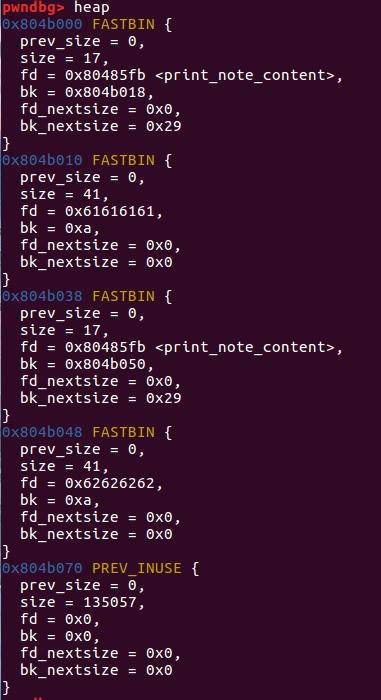 pwndbg> heap
0x804b000 FASTBIN {
  prev_size = 0,
  size = 17,
  fd = 0x80485fb <print_note_content>,
  bk = 0x804b018,
  fd_nextsize = 0x0,
  bk_nextsize = 0x29
}
0x804b010 FASTBIN {
  prev_size = 0,
  size = 41,
  fd = 0x61616161,
  bk = 0xa,
  fd_nextsize = 0x0,
  bk_nextsize = 0x0
}
0x804b038 FASTBIN {
  prev_size = 0,
  size = 17,
  fd = 0x80485fb <print_note_content>,
  bk = 0x804b050,
  fd_nextsize = 0x0,
  bk_nextsize = 0x29
}
0x804b048 FASTBIN {
  prev_size = 0,
  size = 41,
  fd = 0x62626262,
  bk = 0xa,
  fd_nextsize = 0x0,
  bk_nextsize = 0x0
}
0x804b070 PREV_INUSE {
  prev_size = 0,
  size = 135057,
  fd = 0x0,
  bk = 0x0,
  fd_nextsize = 0x0,
  bk_nextsize = 0x0
}